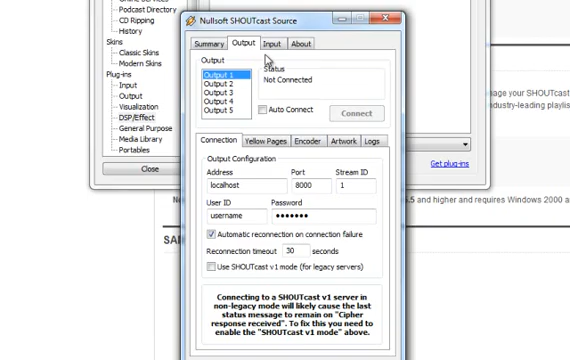 Nullsoft SHOUTcast Source
Podcast Directory
CD Ripping
History
Skins
Classic Skins
Modern Skins
Plug-ins
Input
Output
Visualization
DSP/Effect
General Purpose
Media Library
Portables
Close
Summary Output Input About
Output
Output 1
Output 2
Output 3
Output 4
Output 5
Status
Not Connected
Auto Connect
Connect
Connection Yellow Pages Encoder Artwork Logs
Output Configuration
Address Port Stream ID
localhost 8000 1
User ID Password
username •••••••
Automatic reconnection on connection failure
Reconnection timeout 30 seconds
Use SHOUTcast v1 mode (for legacy servers)
Connecting to a SHOUTcast v1 server in
non-legacy mode will likely cause the last
status message to remain on "Cipher
response received". To fix this you need to
enable the "SHOUTcast v1 mode" above.
Get plug-ins
nage your SHOUTcast
ndustry-leading playlis
.5 and higher and requires Windows 2000 a
SA